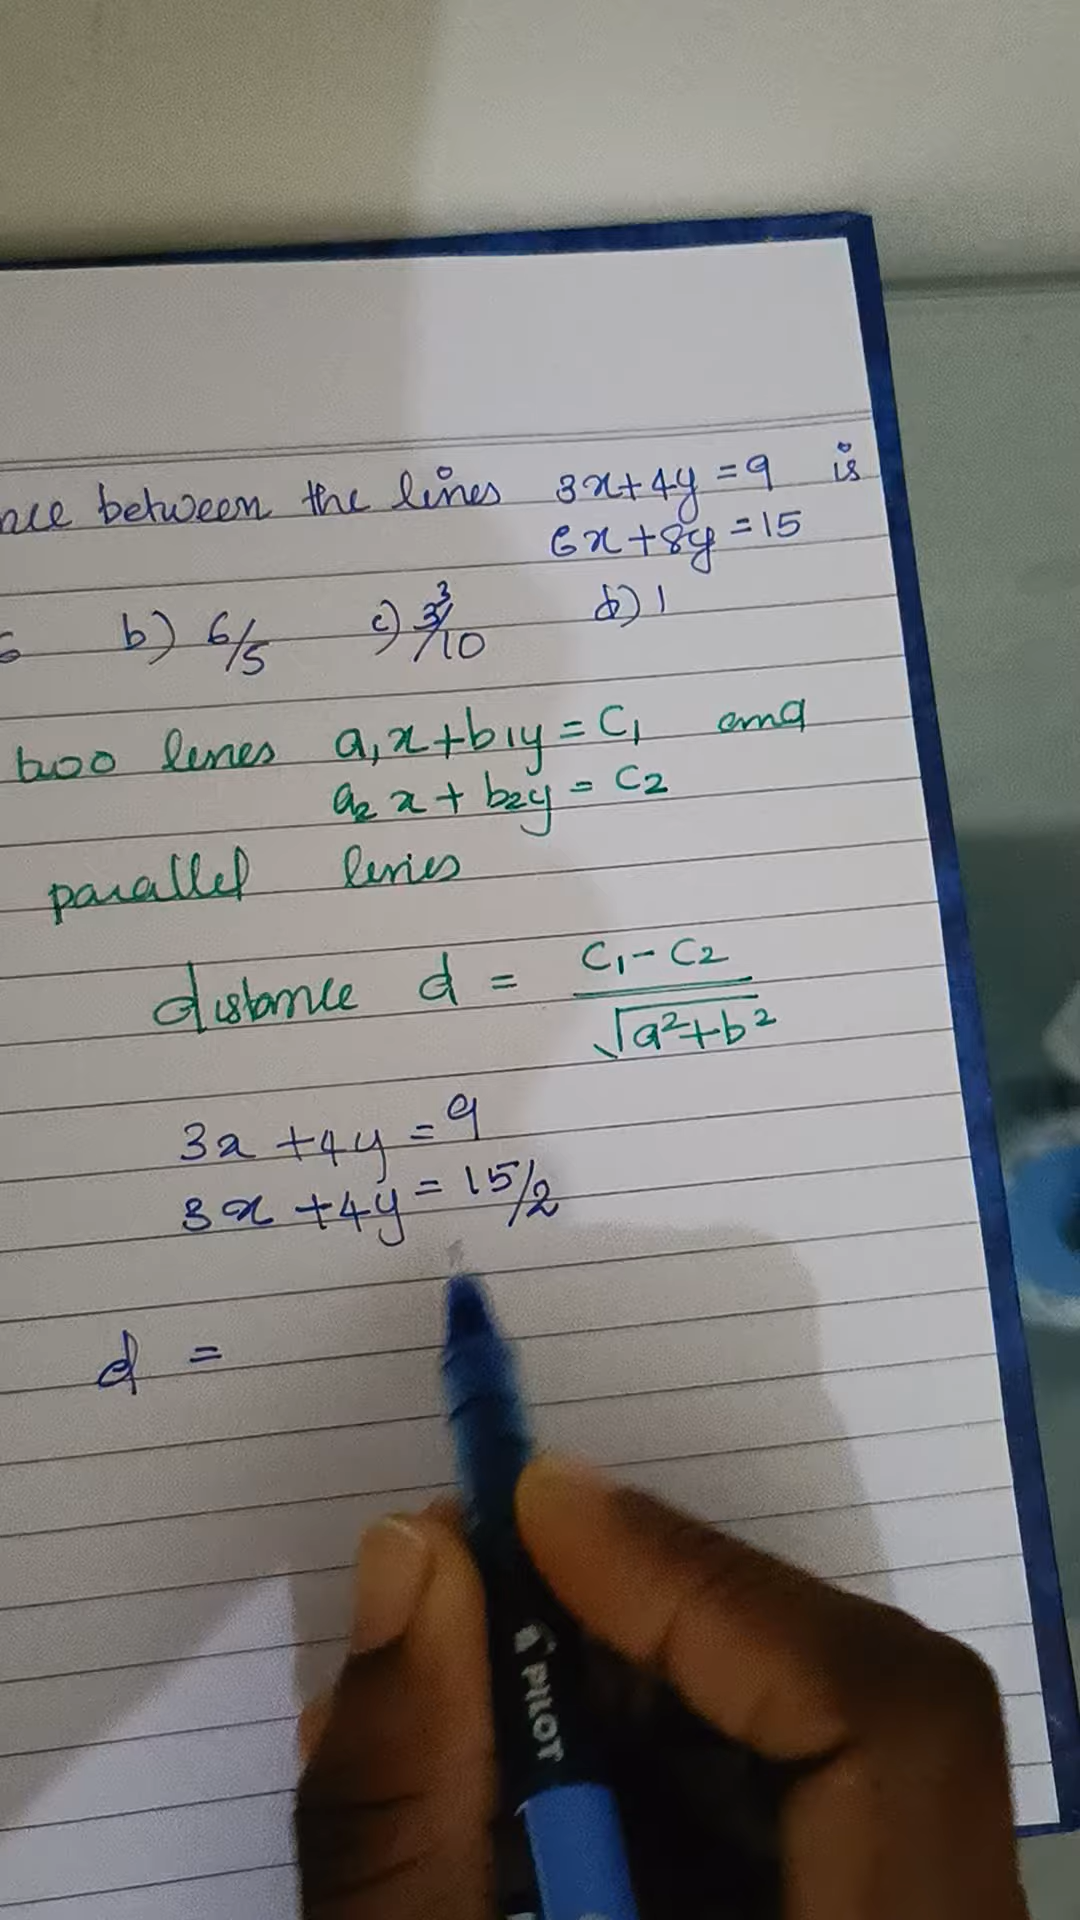 between the lines 3x+4y=9 is
6x+8y=15
b) 6/5 c) 3/10 d) 1
two lines a₁x+b₁y=C₁ and
a₂x+b₂y=C₂
parallel lines
distance d = C₁-C₂
√a²+b²
3x+4y=9
3x+4y=15/2
d =
PILOT